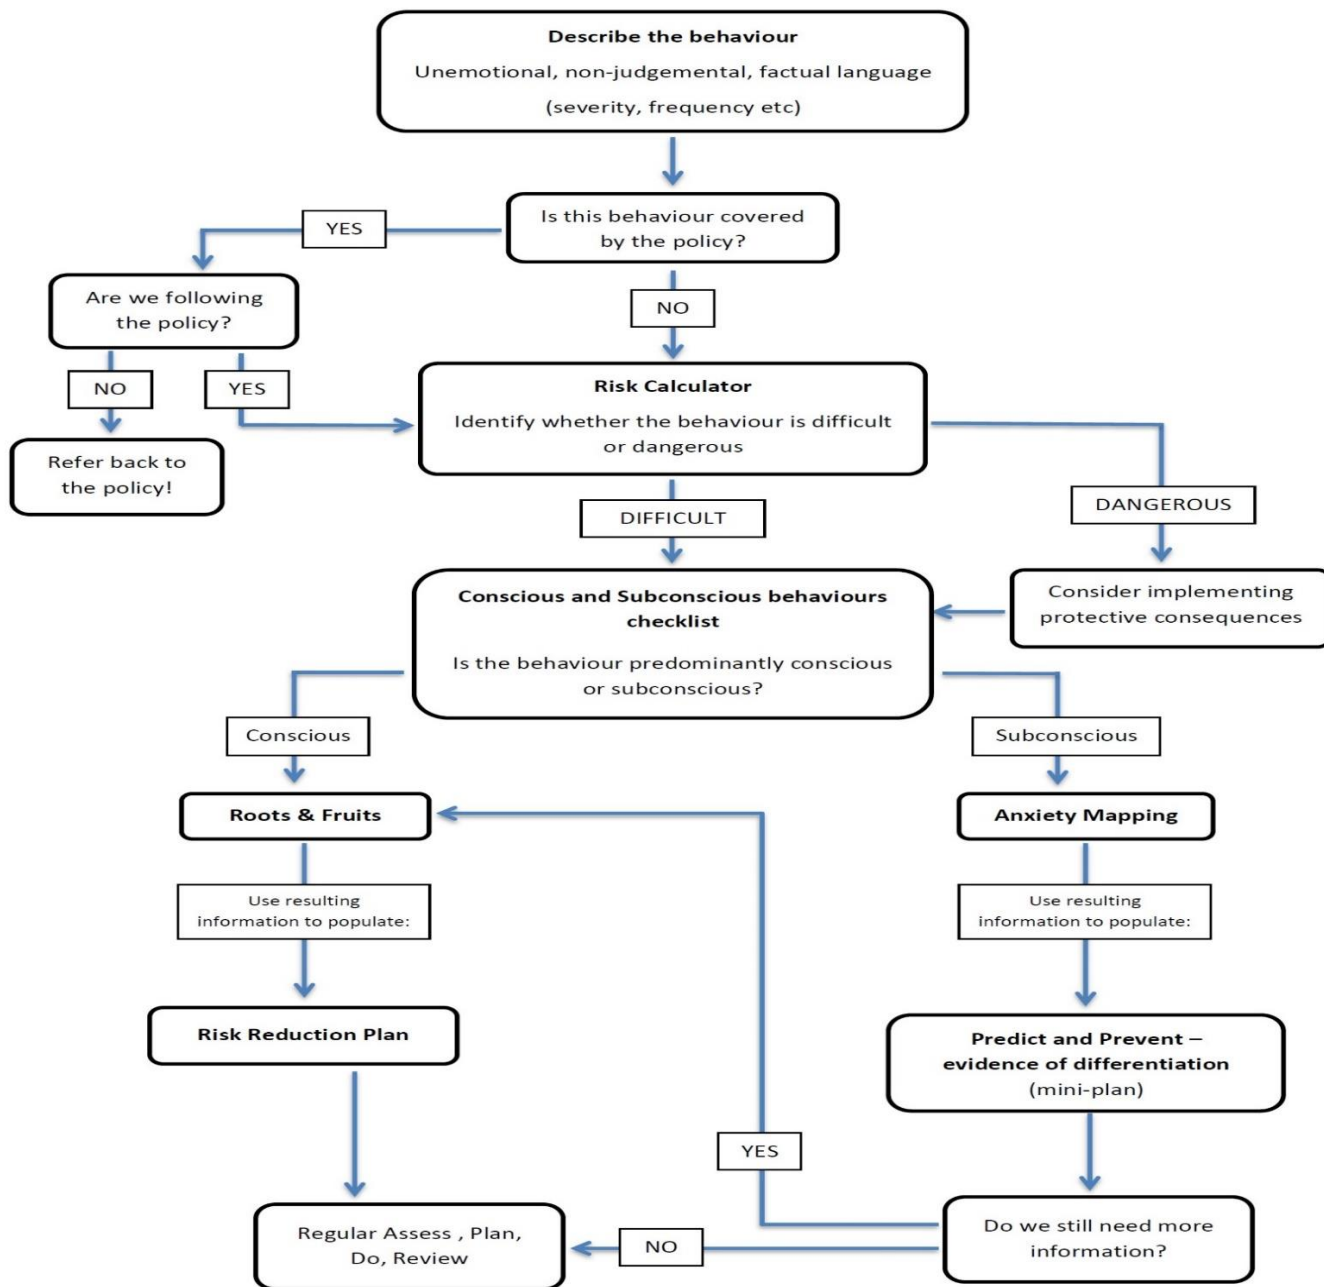 Describe the behaviour
Unemotional, non-judgemental, factual language
(severity, frequency etc)
Is this behaviour covered
by the policy?
YES
Are we following
the policy?
NO
NO
YES
Risk Calculator
Identify whether the behaviour is difficult
or dangerous
Refer back to
the policy!
DIFFICULT
DANGEROUS
Conscious and Subconscious behaviours
checklist
Is the behaviour predominantly conscious
or subconscious?
Consider implementing
protective consequences
Conscious
Subconscious
Roots & Fruits
Anxiety Mapping
Use resulting
information to populate:
Use resulting
information to populate:
Risk Reduction Plan
Predict and Prevent –
evidence of differentiation
(mini-plan)
YES
Regular Assess , Plan,
Do, Review
NO
Do we still need more
information?